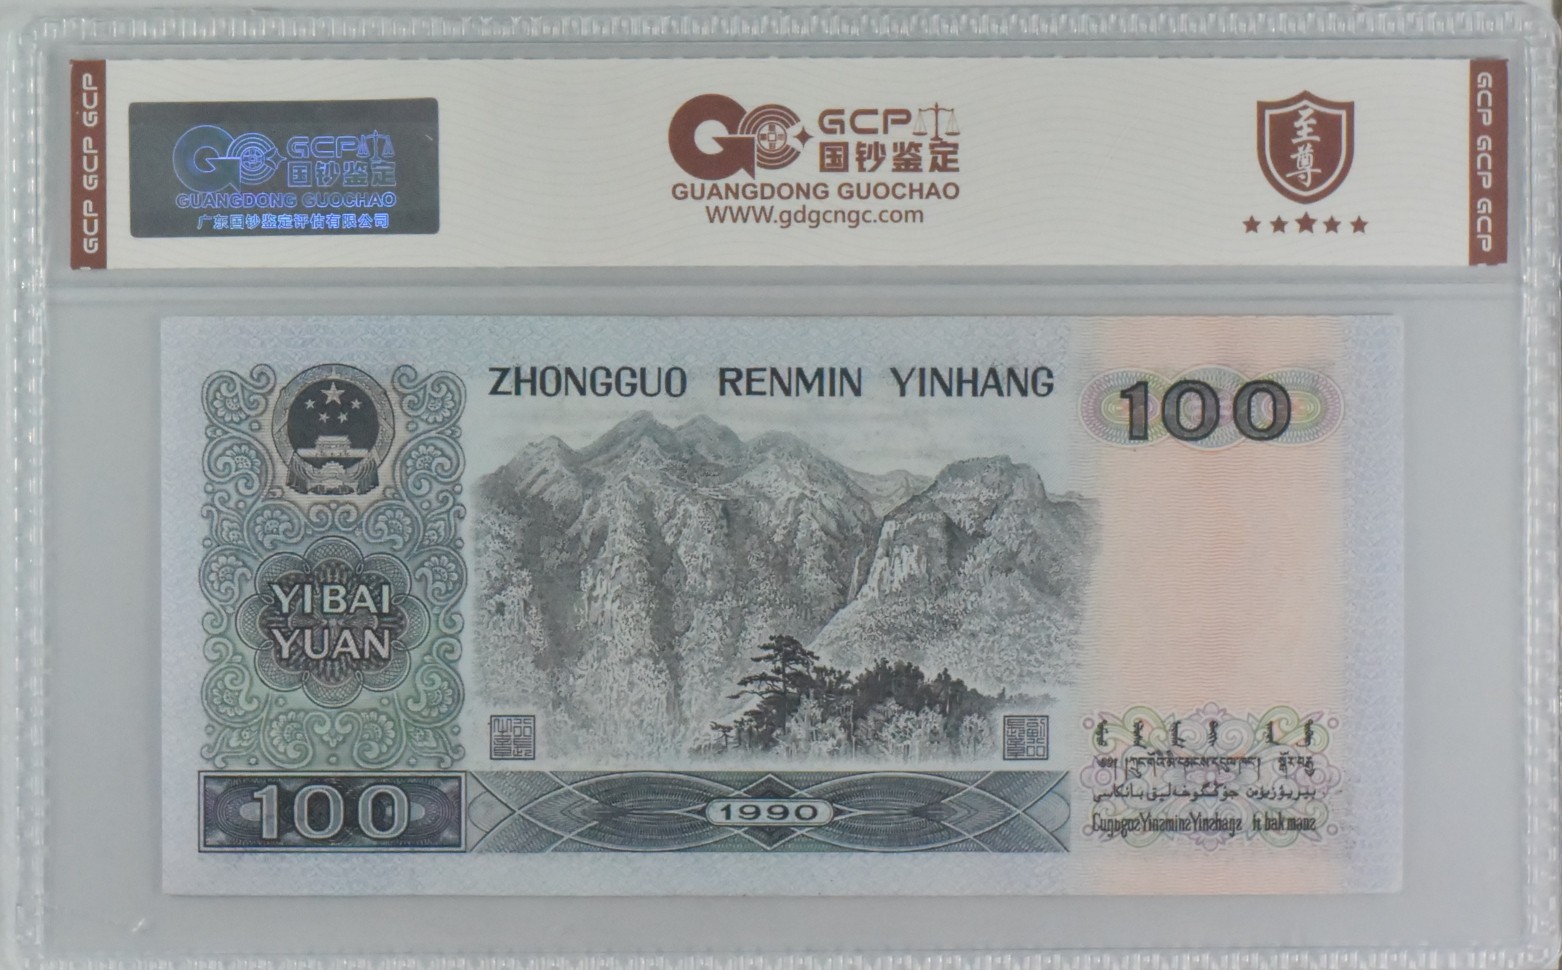 GCP GCP GCP
GCP
国钞鉴定
GUANGDONG GUOCHAO
广东国钞鉴定评估有限公司
GCP
国钞鉴定
GUANGDONG GUOCHAO
WWW.gdgcngc.com
至尊
GCP GCP GCP
ZHONGGUO RENMIN YINHANG
100
YI BAI
YUAN
100
1990